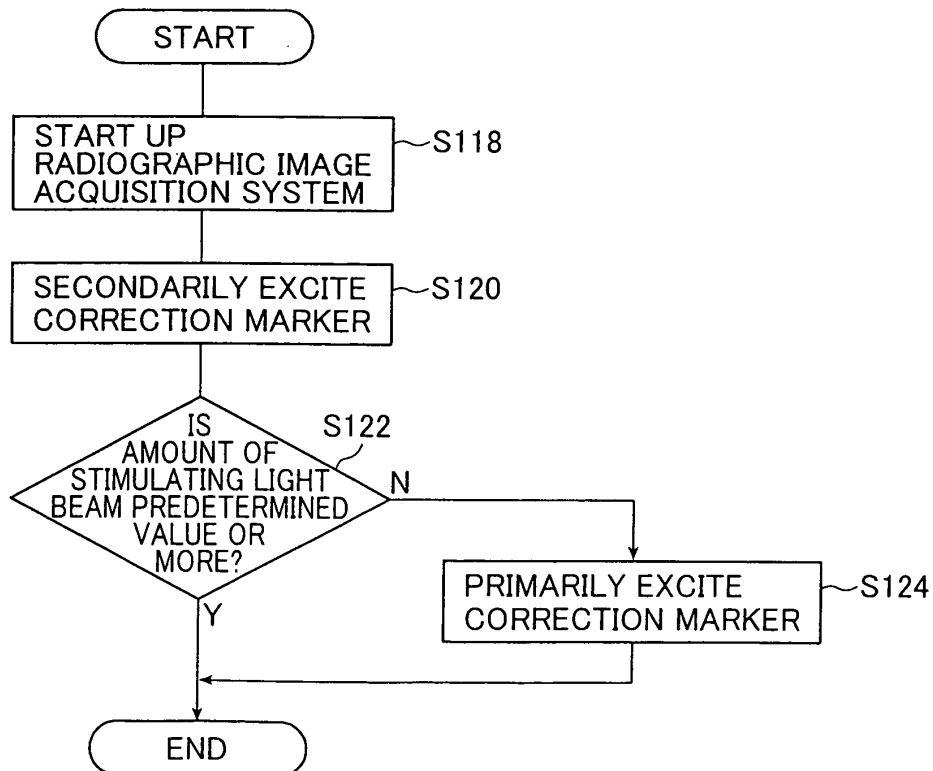 START
START UP
RADIOGRAPHIC IMAGE
ACQUISITION SYSTEM
S118
SECONDARILY EXCITE
CORRECTION MARKER
S120
IS
AMOUNT OF
STIMULATING LIGHT
BEAM PREDETERMINED
VALUE OR
MORE?
S122
N
Y
PRIMARILY EXCITE
CORRECTION MARKER
S124
END